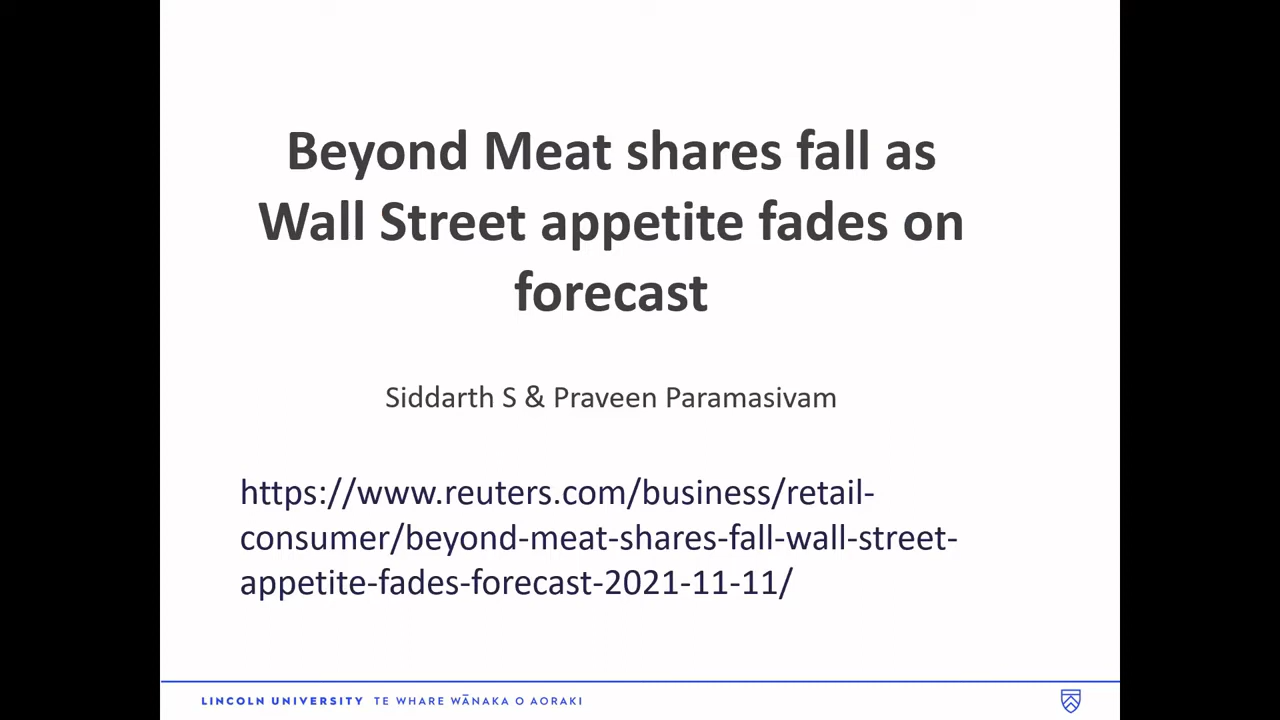 Beyond Meat shares fall as
Wall Street appetite fades on
forecast
Siddarth S & Praveen Paramasivam
https://www.reuters.com/business/retail-
consumer/beyond-meat-shares-fall-wall-street-
appetite-fades-forecast-2021-11-11/
LINCOLN UNIVERSITY TE WHARE WĀNAKA O AORAKI